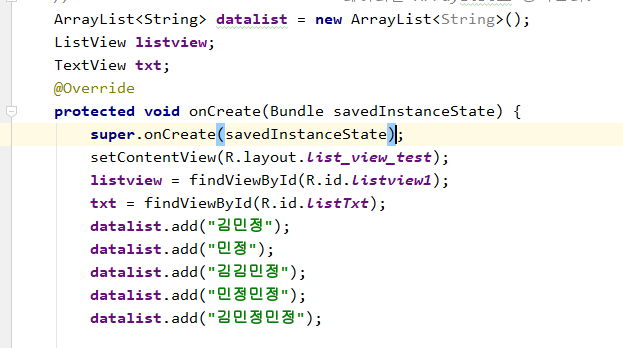 //
ArrayList<String> datalist = new ArrayList<String>();
ListView listview;
TextView txt;
@Override
protected void onCreate(Bundle savedInstanceState) {
super.onCreate(savedInstanceState);
setContentView(R.layout.list_view_test);
listview = findViewById(R.id.listview1);
txt = findViewById(R.id.listTxt);
datalist.add("김민정");
datalist.add("민정");
datalist.add("김김민정");
datalist.add("민정민정");
datalist.add("김민정민정");